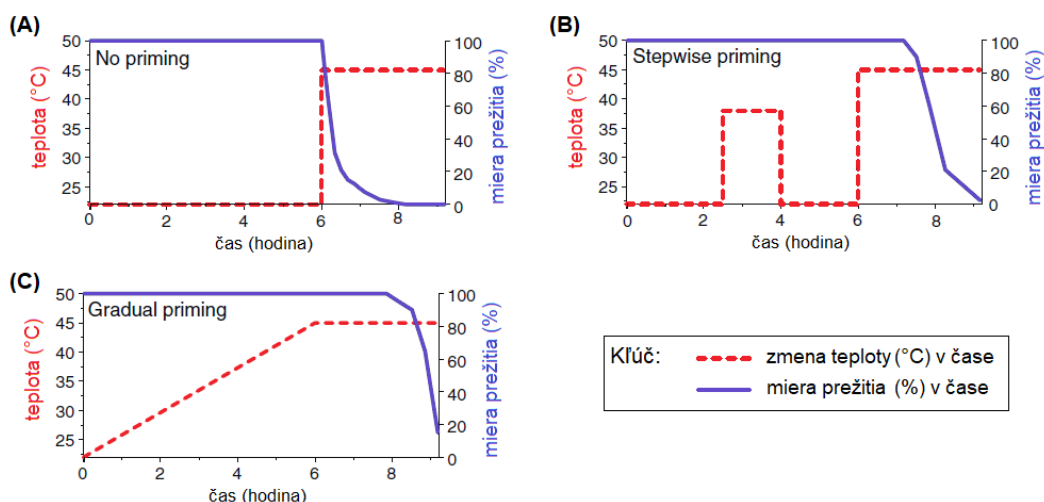 (A)
No priming
teplota (°C)
50
45
40
35
30
25
miera prežitia (%)
100
80
60
40
20
0
0
2
4
6
8
čas (hodina)
(B)
Stepwise priming
teplota (°C)
50
45
40
35
30
25
miera prežitia (%)
100
80
60
40
20
0
0
2
4
6
8
čas (hodina)
(C)
Gradual priming
teplota (°C)
50
45
40
35
30
25
miera prežitia (%)
100
80
60
40
20
0
0
2
4
6
8
čas (hodina)
Kľúč:
zmena teploty (°C) v čase
miera prežitia (%) v čase